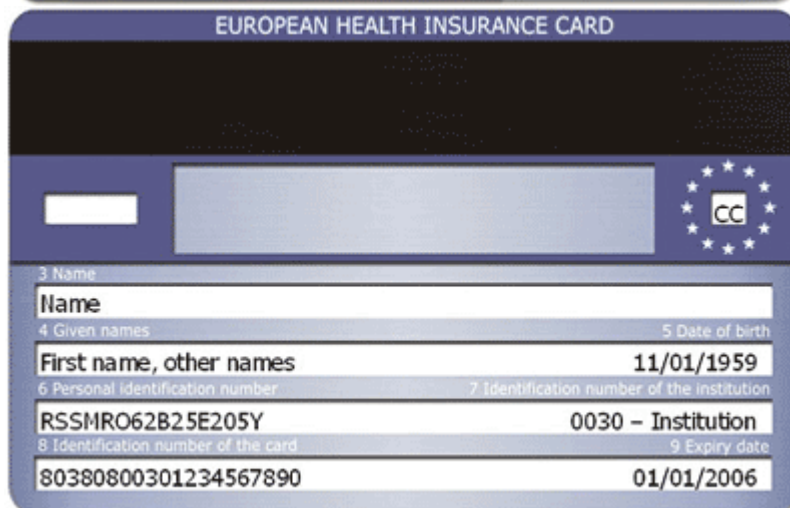 EUROPEAN HEALTH INSURANCE CARD
CC
3 Name
Name
4 Given names 5 Date of birth
First name, other names 11/01/1959
6 Personal identification number 7 Identification number of the institution
RSSMRO62B25E205Y 0030 – Institution
8 Identification number of the card 9 Expiry date
80380800301234567890 01/01/2006